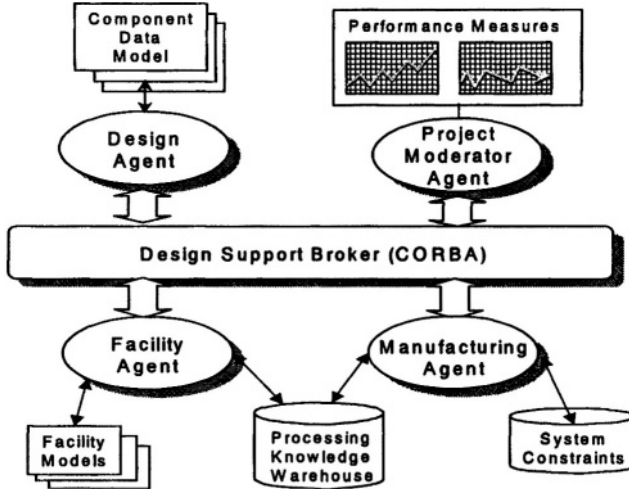 Component
Data
Model
Performance Measures
Design
Agent
Project
Moderator
Agent
Design Support Broker (CORBA)
Facility
Agent
Manufacturing
Agent
Facility
Models
Processing
Knowledge
Warehouse
System
Constraints